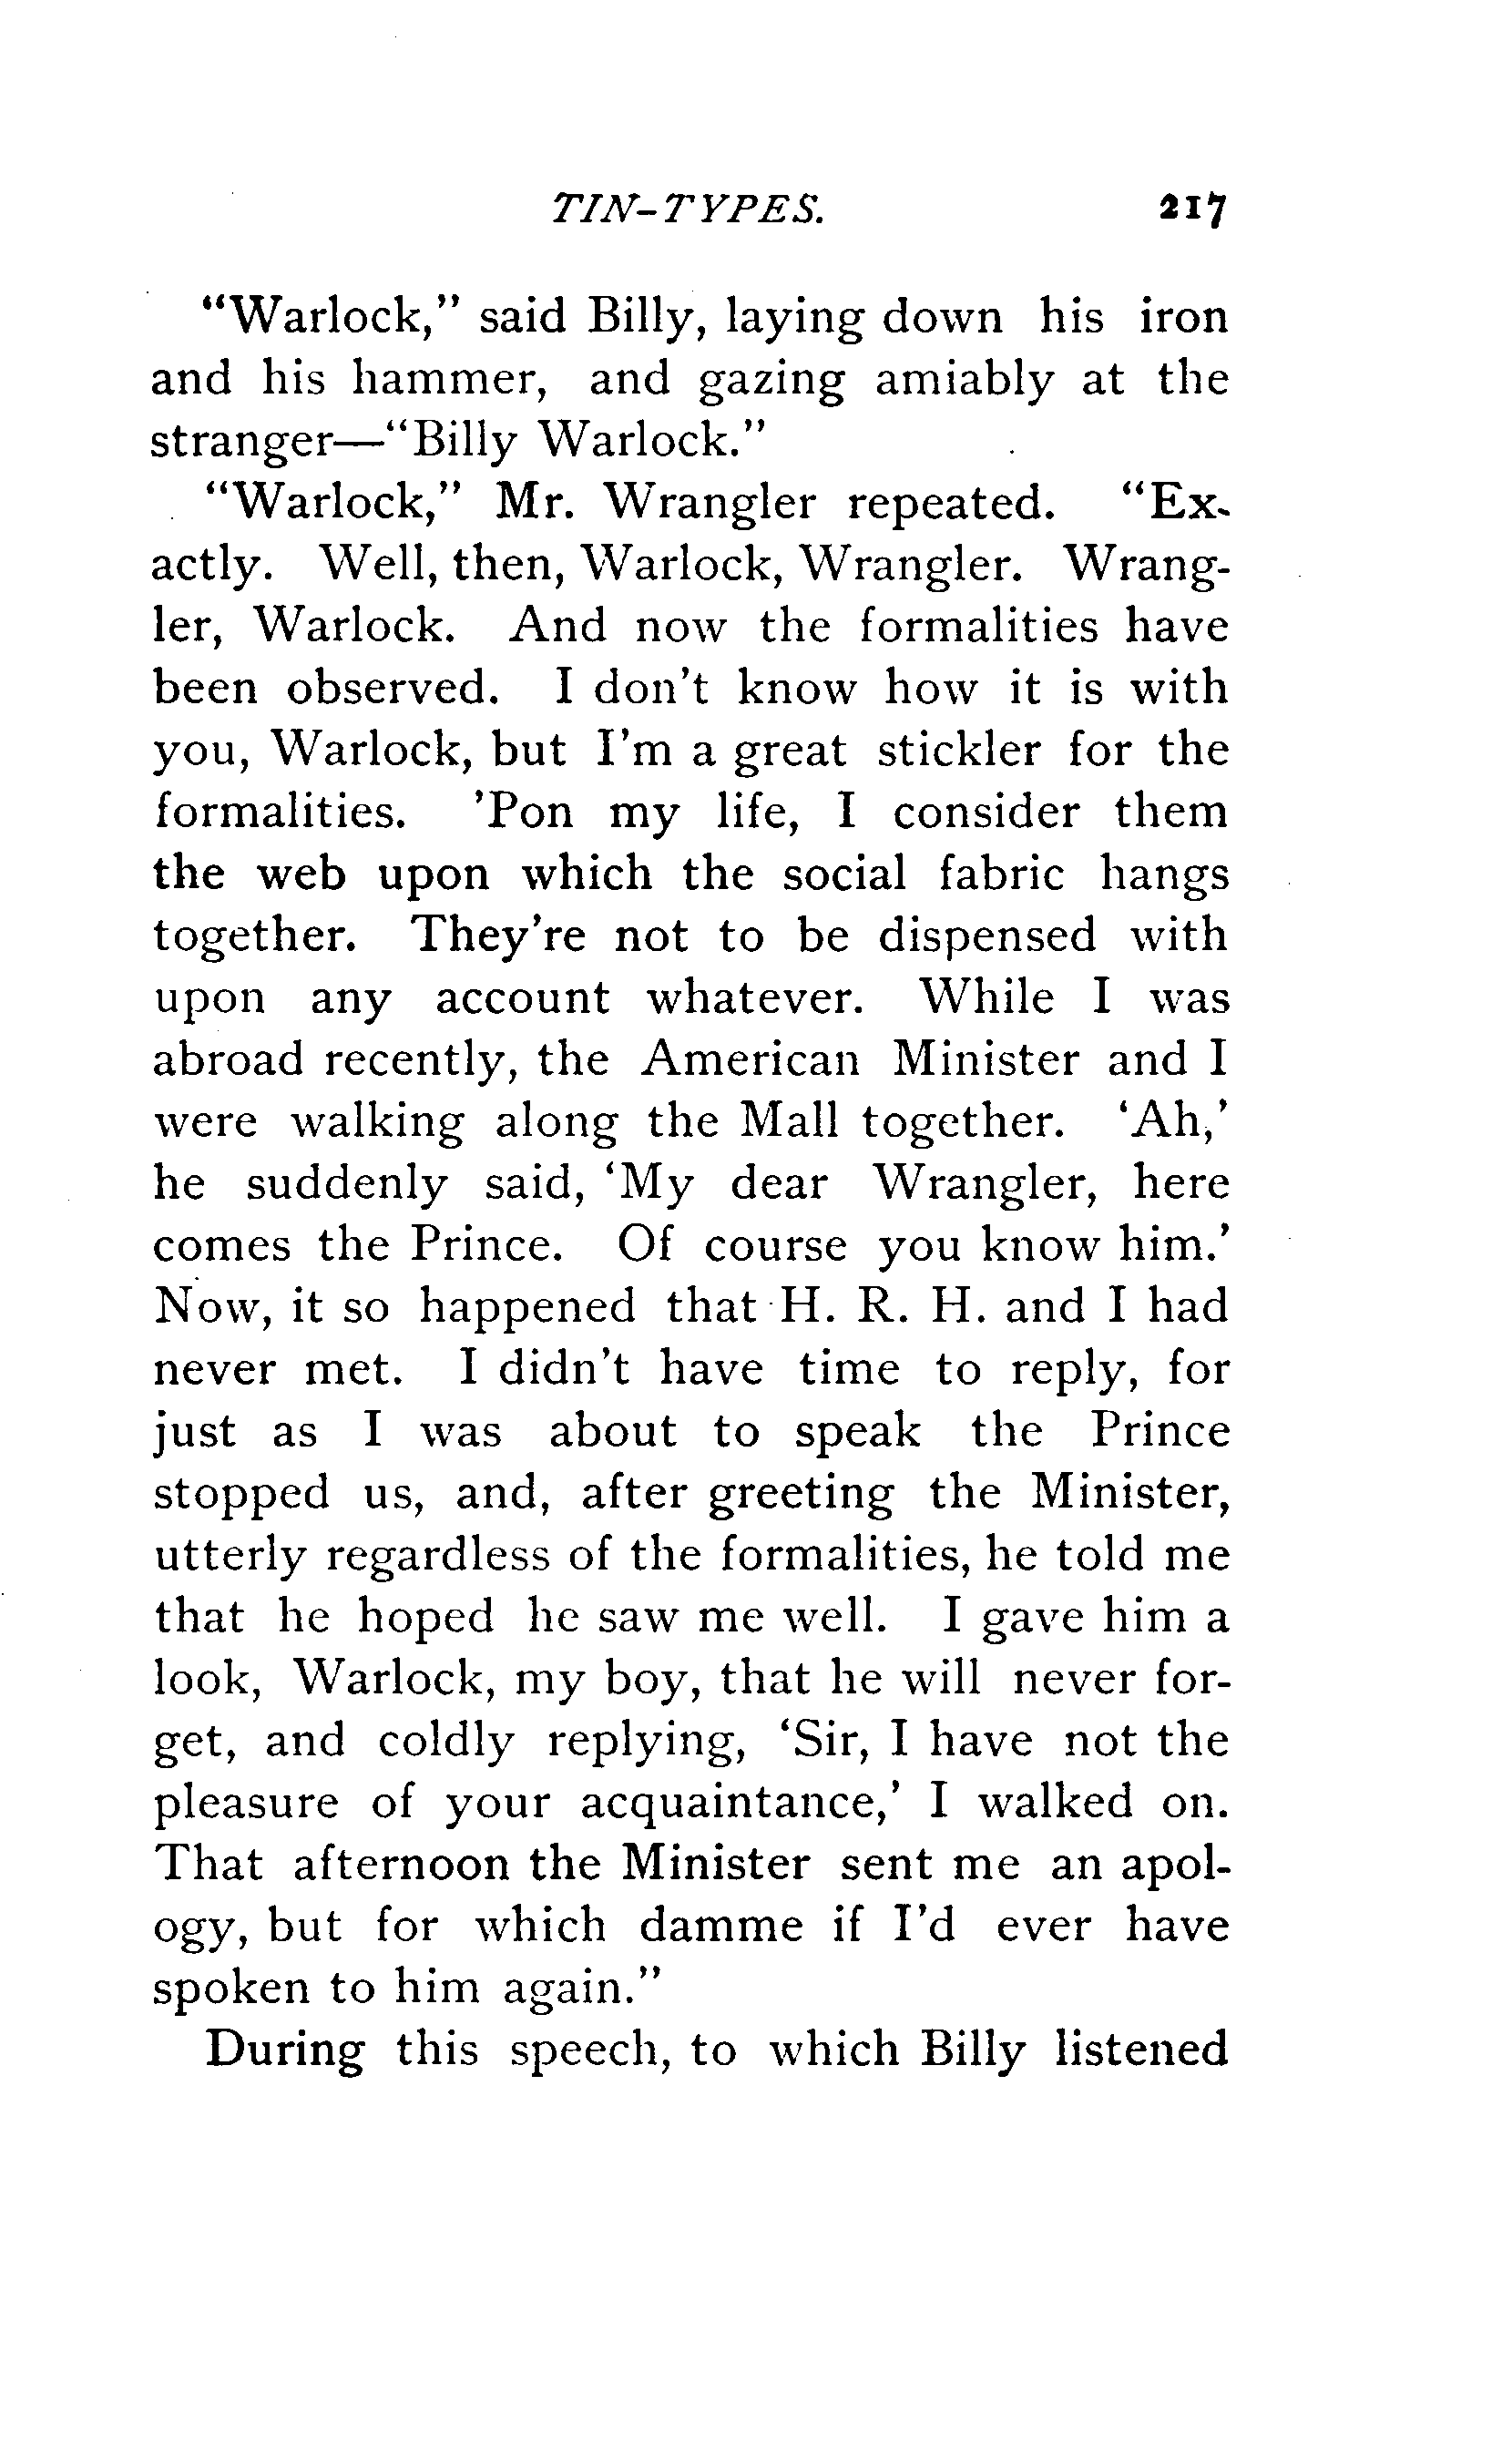 TIN-TYPES. 217
“Warlock,” said Billy, laying down his iron
and his hammer, and gazing amiably at the
stranger—“Billy Warlock.”
“Warlock,” Mr. Wrangler repeated. “Ex-
actly. Well, then, Warlock, Wrangler. Wrang-
ler, Warlock. And now the formalities have
been observed. I don’t know how it is with
you, Warlock, but I’m a great stickler for the
formalities. ’Pon my life, I consider them
the web upon which the social fabric hangs
together. They’re not to be dispensed with
upon any account whatever. While I was
abroad recently, the American Minister and I
were walking along the Mall together. ‘Ah,’
he suddenly said, ‘My dear Wrangler, here
comes the Prince. Of course you know him.’
Now, it so happened that H. R. H. and I had
never met. I didn’t have time to reply, for
just as I was about to speak the Prince
stopped us, and, after greeting the Minister,
utterly regardless of the formalities, he told me
that he hoped he saw me well. I gave him a
look, Warlock, my boy, that he will never for-
get, and coldly replying, ‘Sir, I have not the
pleasure of your acquaintance,’ I walked on.
That afternoon the Minister sent me an apol-
ogy, but for which damme if I’d ever have
spoken to him again.”
During this speech, to which Billy listened